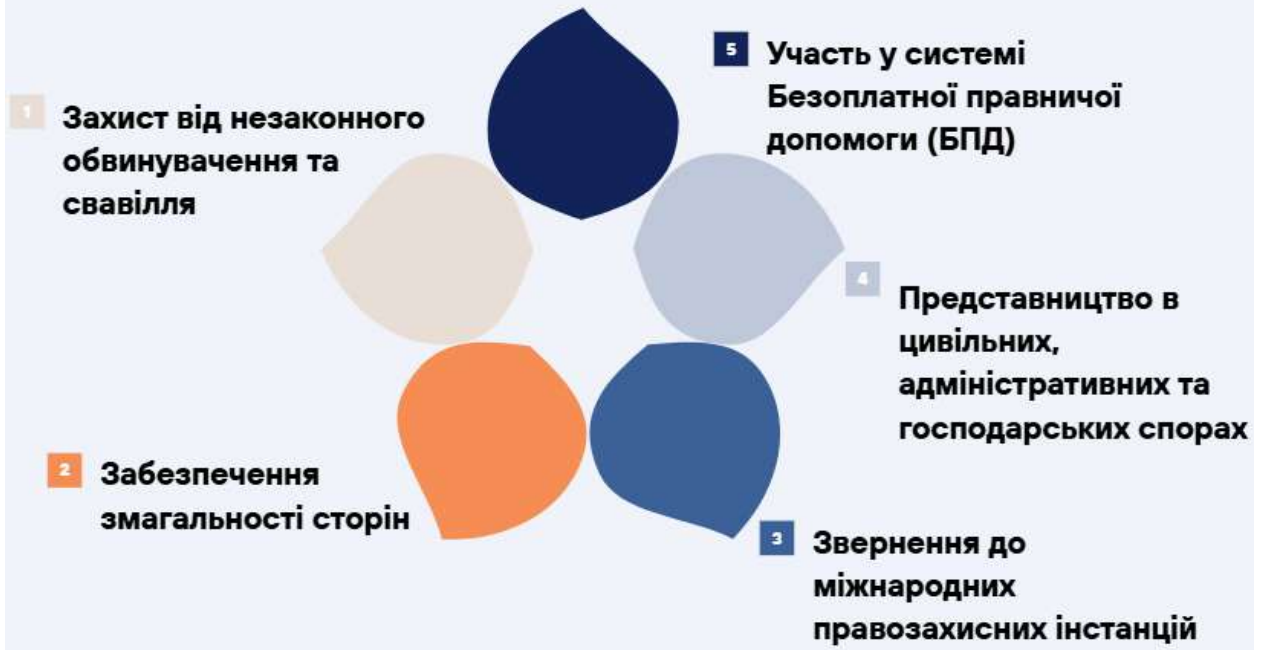 1
Захист від незаконного
обвинувачення та
свавілля
2
Забезпечення
змагальності сторін
3
Звернення до
міжнародних
правозахисних інстанцій
4
Представництво в
цивільних,
адміністративних та
господарських спорах
5
Участь у системі
Безоплатної правничої
допомоги (БПД)